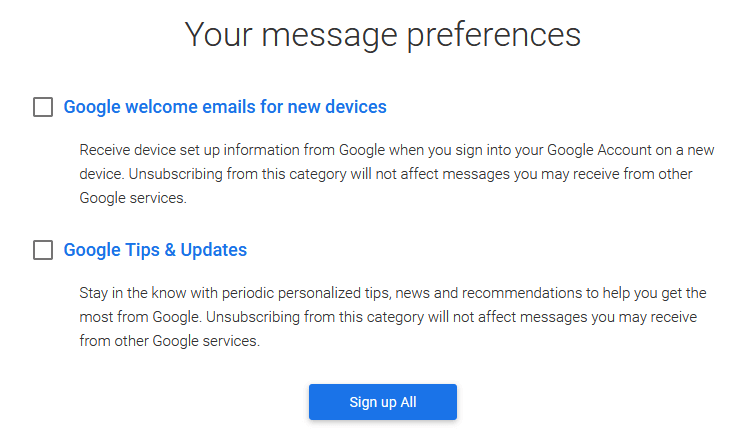 Your message preferences
Google welcome emails for new devices
Receive device set up information from Google when you sign into your Google Account on a new
device. Unsubscribing from this category will not affect messages you may receive from other
Google services.
Google Tips & Updates
Stay in the know with periodic personalized tips, news and recommendations to help you get the
most from Google. Unsubscribing from this category will not affect messages you may receive
from other Google services.
Sign up All